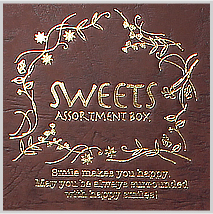 SWEETS
ASSORTMENT BOX
Smile makes you happy.
May you be always surrounded
with happy smiles!